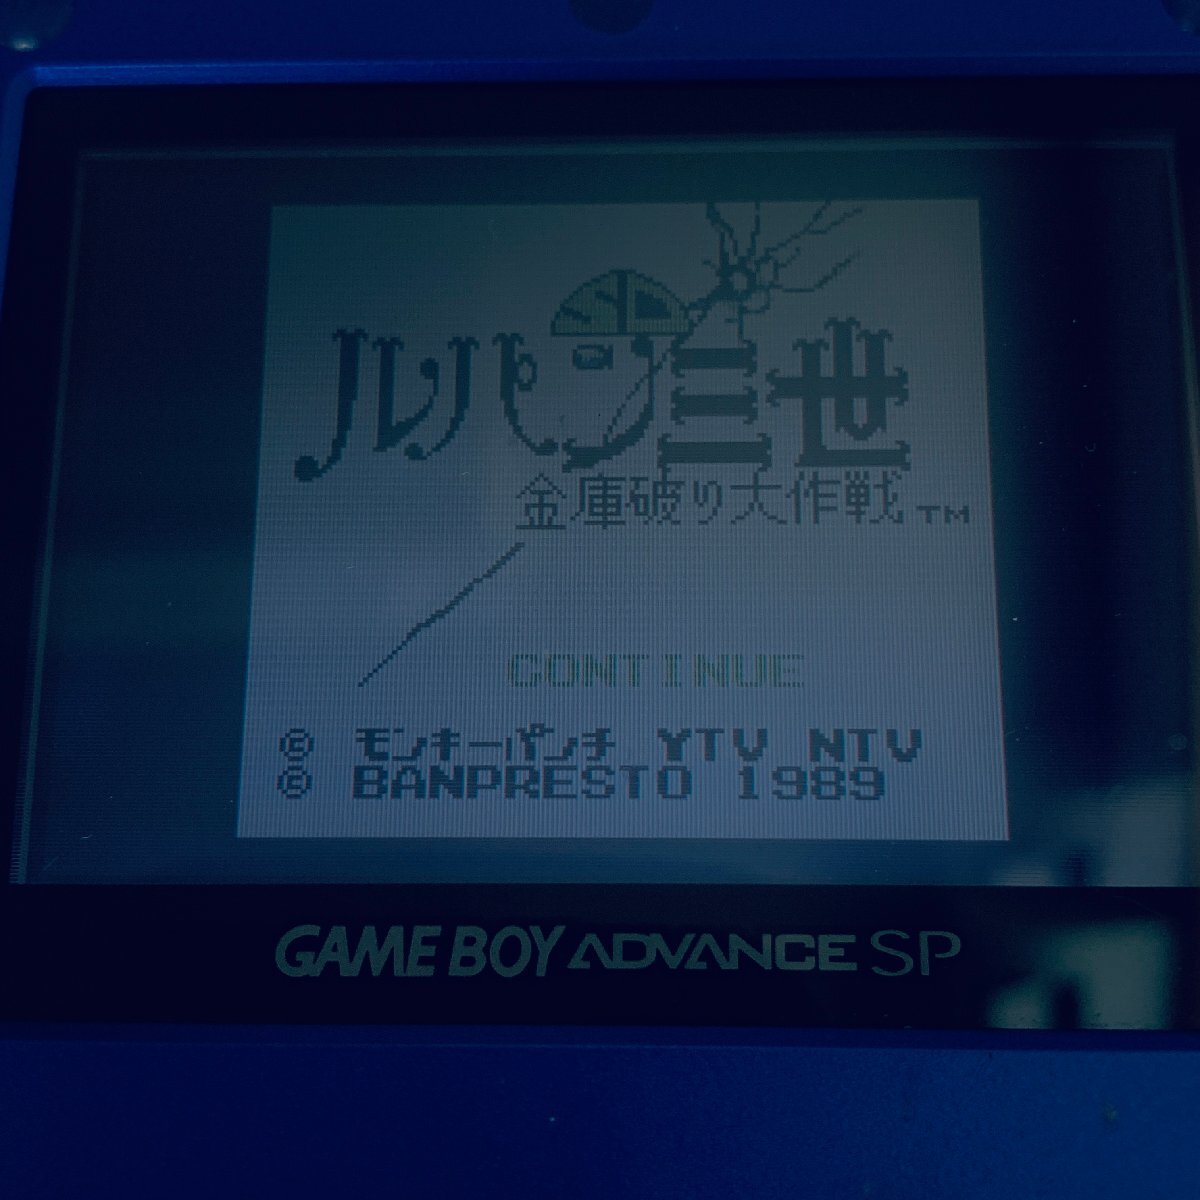 SD
ルパン三世
金庫破り大作戦™
CONTINUE
© モンキーパンチ YTV NTV
© BANPRESTO 1989
GAME BOY ADVANCE SP